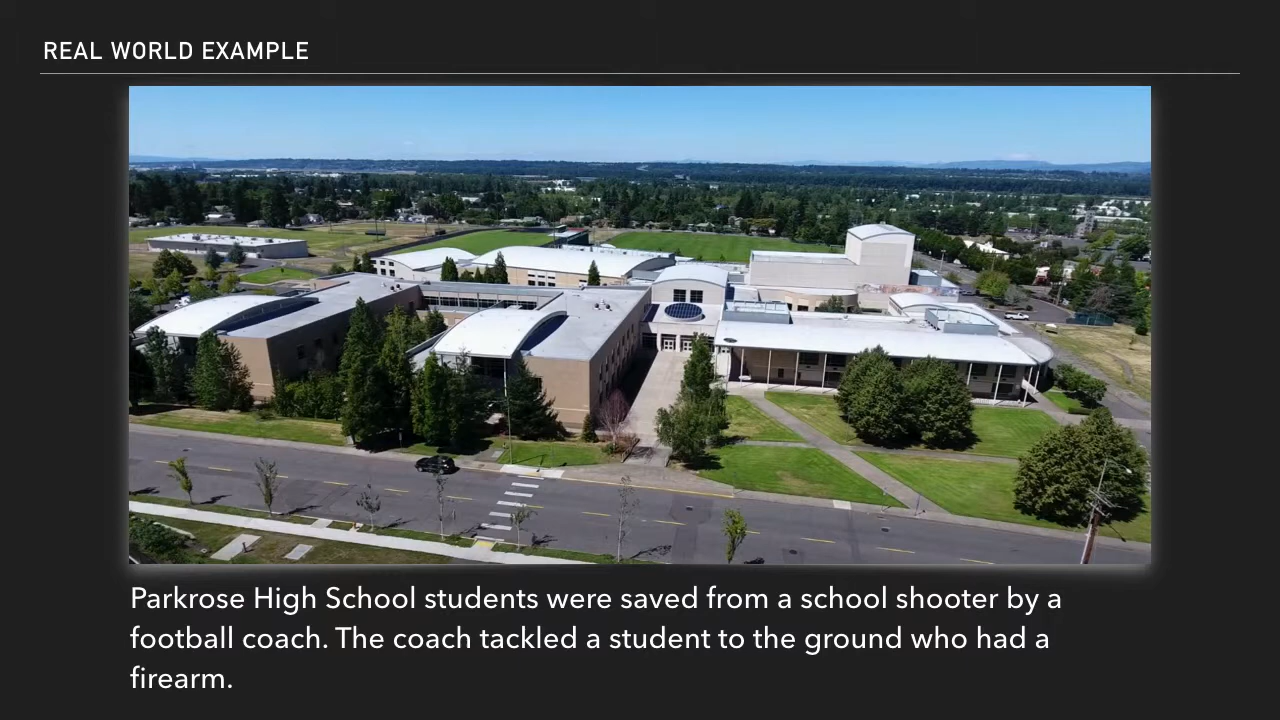 REAL WORLD EXAMPLE
Parkrose High School students were saved from a school shooter by a
football coach. The coach tackled a student to the ground who had a
firearm.